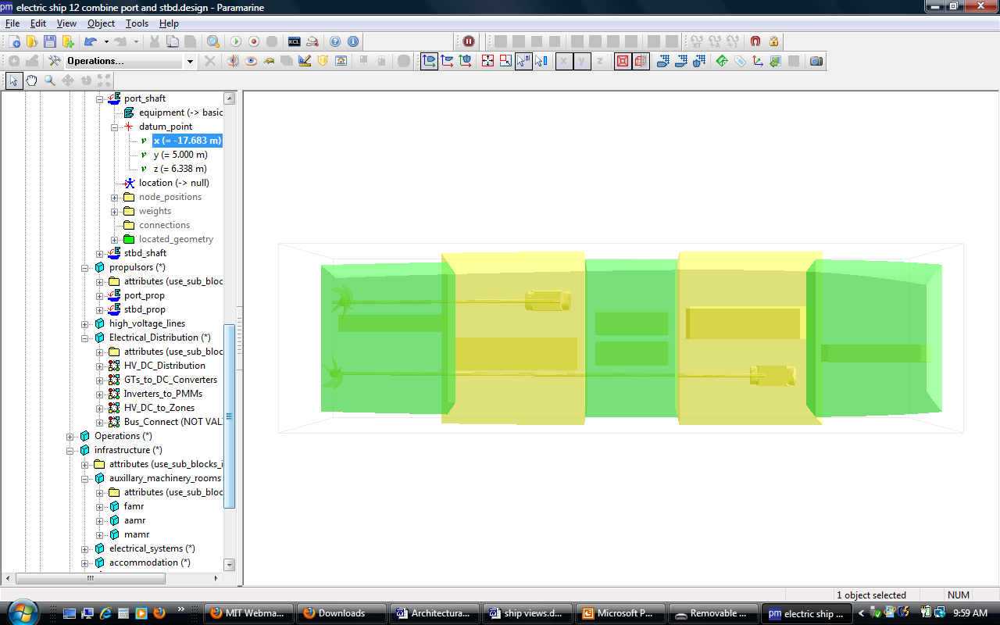 pm electric ship 12 combine port and stbd.design - Paramarine
File Edit View Object Tools Help
KCL
Operations...
x y z
port_shaft
equipment (-> basic
datum_point
x (= -17.683 m)
y (= 5.000 m)
z (= 6.338 m)
location (-> null)
node_positions
weights
connections
located_geometry
stbd_shaft
propulsors (*)
attributes (use_sub_bloc
port_prop
stbd_prop
high_voltage_lines
Electrical_Distribution (*)
attributes (use_sub_bloc
HV_DC_Distribution
GTs_to_DC_Converters
Inverters_to_PMMs
HV_DC_to_Zones
Bus_Connect (NOT VAL
Operations (*)
infrastructure (*)
attributes (use_sub_blocks_i
auxillary_machinery_rooms
attributes (use_sub_bloc
famr
aamr
mamr
electrical_systems (*)
accommodation (*)
1 object selected NUM
MIT Webma... Downloads Architectura... ship views.d... Microsoft P... Removable ... pm electric ship ... 9:59 AM